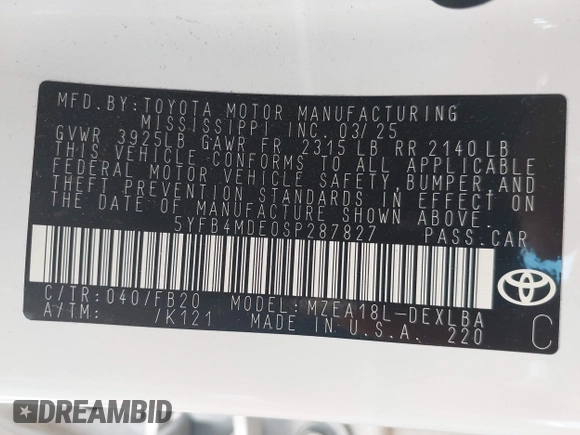 MFD.BY:TOYOTA MOTOR MANUFACTURING
MISSISSIPPI INC. 03/25
GVWR 3925LB GAWR FR 2315 LB RR 2140 LB
THIS VEHICLE CONFORMS TO ALL APPLICABLE
FEDERAL MOTOR VEHICLE SAFETY,BUMPER,AND
THEFT PREVENTION STANDARDS IN EFFECT ON
THE DATE OF MANUFACTURE SHOWN ABOVE.
5YFB4MDE0SP287827 PASS.CAR
C/TR:040/FB20 MODEL:MZEA18L-DEXLBA
A/TM: /K121 MADE IN U.S.A. 220
C
TOYOTA
DREAMBID